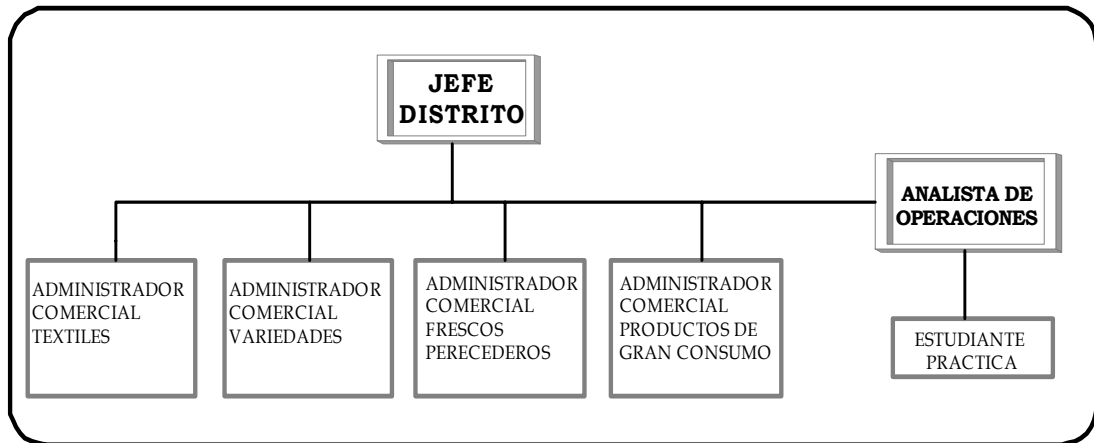 JEFE
DISTRITO
ANALISTA DE
OPERACIONES
ADMINISTRADOR
COMERCIAL
TEXTILES
ADMINISTRADOR
COMERCIAL
VARIEDADES
ADMINISTRADOR
COMERCIAL
FRESCOS
PERECEDEROS
ADMINISTRADOR
COMERCIAL
PRODUCTOS DE
GRAN CONSUMO
ESTUDIANTE
PRACTICA